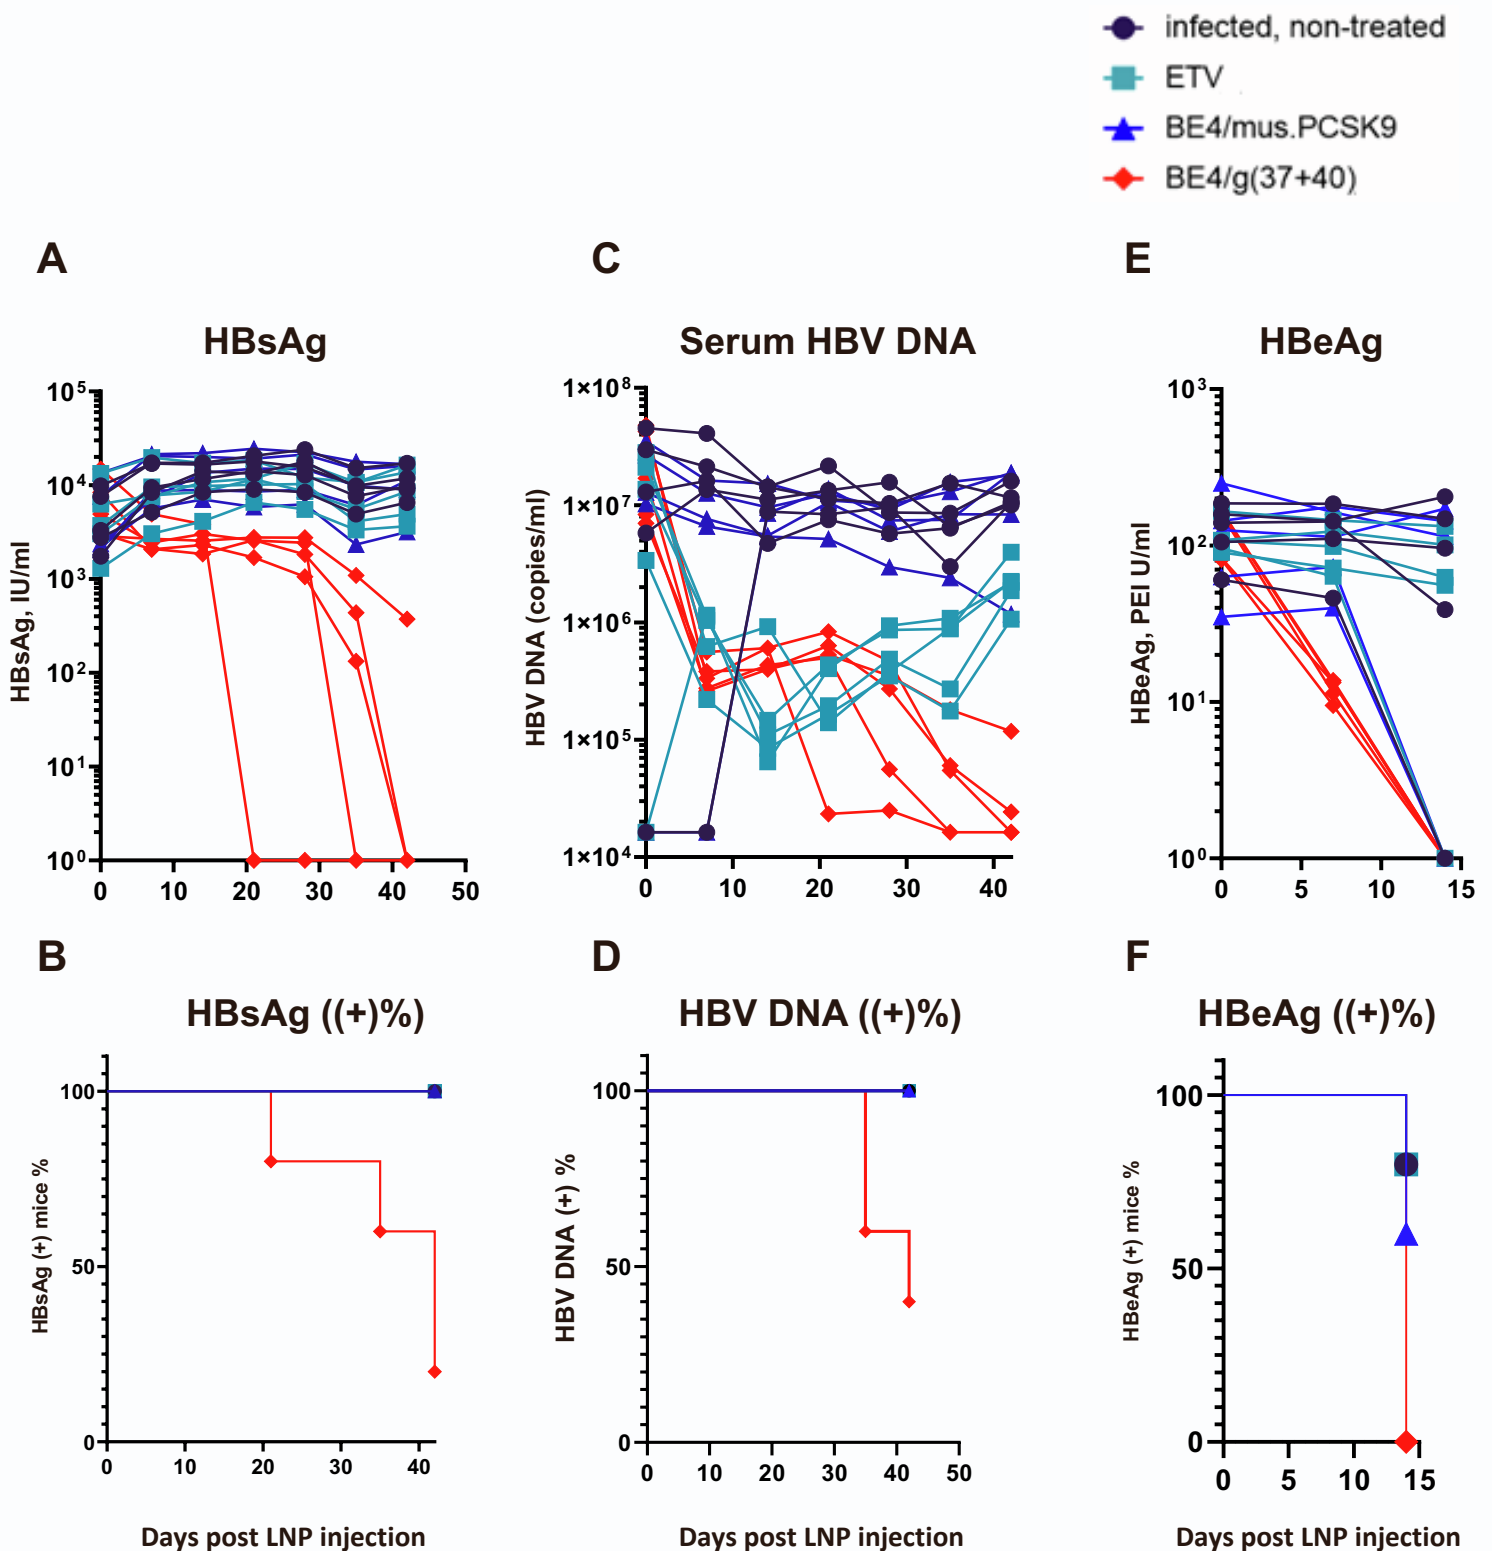 infected, non-treated
ETV
BE4/mus.PCSK9
BE4/g(37+40)
A
HBsAg
HBsAg, IU/ml
10⁵
10⁴
10³
10²
10¹
10⁰
0 10 20 30 40 50
C
Serum HBV DNA
HBV DNA (copies/ml)
1×10⁸
1×10⁷
1×10⁶
1×10⁵
1×10⁴
0 10 20 30 40
E
HBeAg
HBeAg, PEI U/ml
10³
10²
10¹
10⁰
0 5 10 15
B
HBsAg ((+)%)
HBsAg (+) mice %
100
50
0
0 10 20 30 40
Days post LNP injection
D
HBV DNA ((+)%)
HBV DNA (+) %
100
50
0
0 10 20 30 40 50
Days post LNP injection
F
HBeAg ((+)%)
HBeAg (+) mice %
100
50
0
0 5 10 15
Days post LNP injection